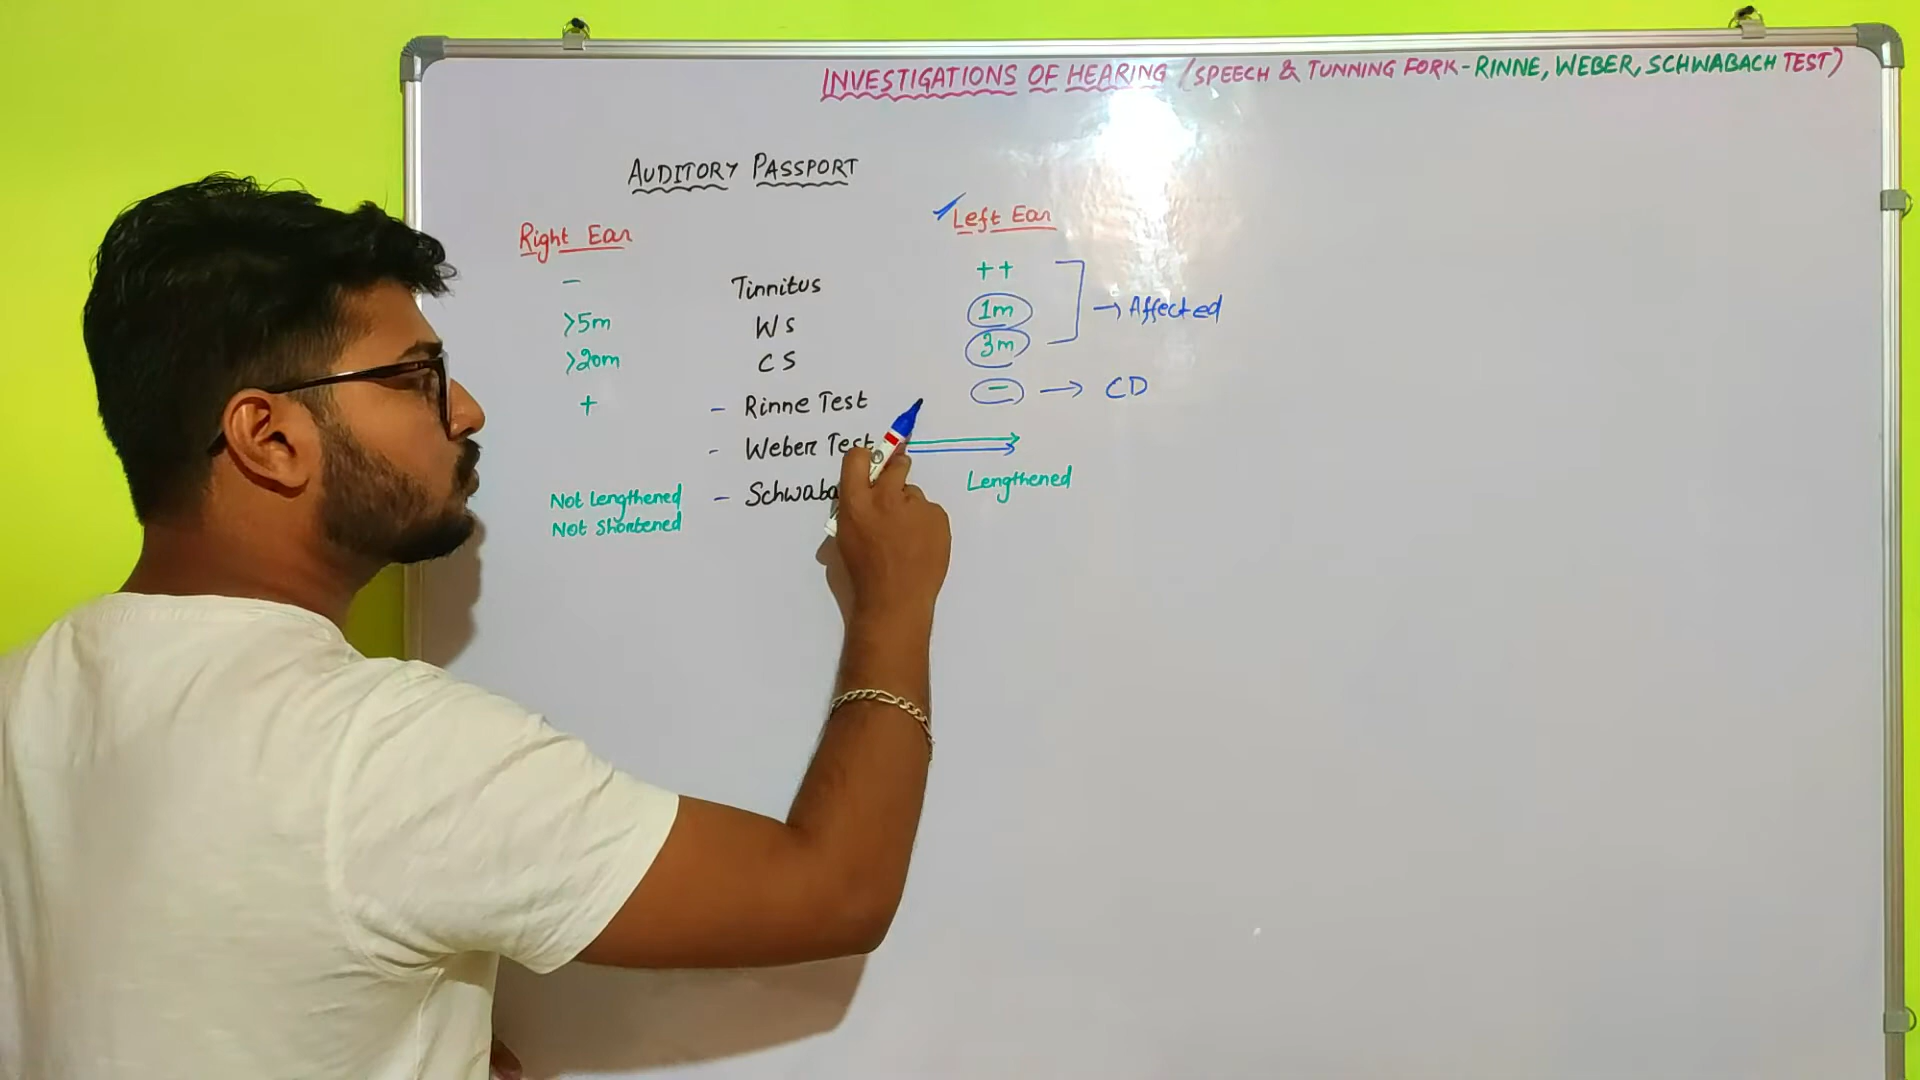 INVESTIGATIONS OF HEARING (SPEECH & TUNNING FORK - RINNE, WEBER, SCHWABACH TEST)
AUDITORY PASSPORT
Right Ear Left Ear
- Tinnitus ++
>5m WS 1m → Affected
>20m CS 3m
+ - Rinne Test - → CD
- Weber Test →
Not Lengthened - Lengthened
Not Shortened